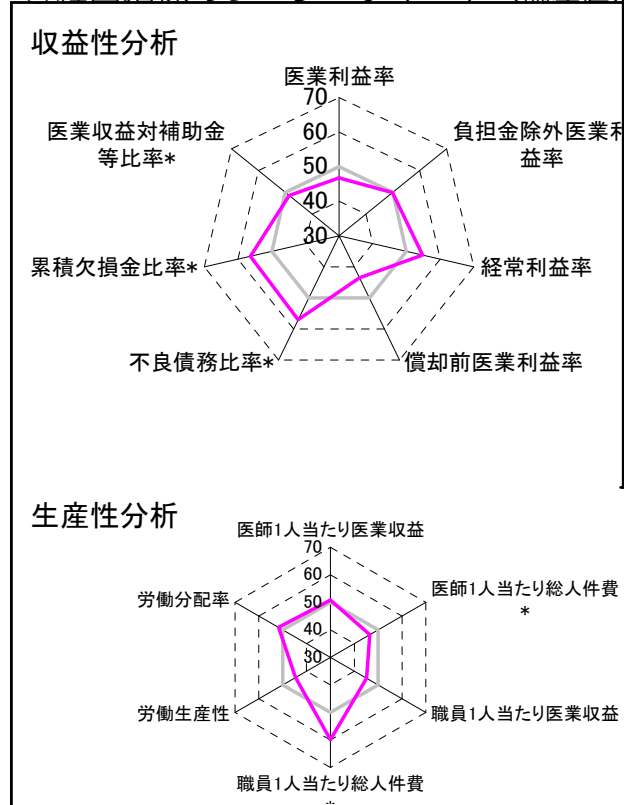 収益性分析
医業利益率
70
医業収益対補助金
等比率*
60
負担金除外医業利
益率
50
40
30
累積欠損金比率*
経常利益率
不良債務比率*
償却前医業利益率
生産性分析
医師1人当たり医業収益
70
60
労働分配率
医師1人当たり総人件費
*
50
40
30
労働生産性
職員1人当たり医業収益
職員1人当たり総人件費
*